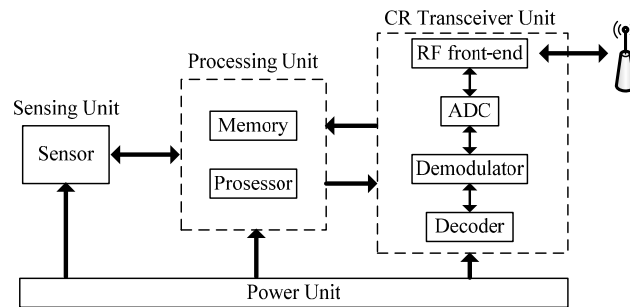 CR Transceiver Unit
RF front-end
Processing Unit
ADC
Sensing Unit
Memory
Sensor
Demodulator
Prosessor
Decoder
Power Unit